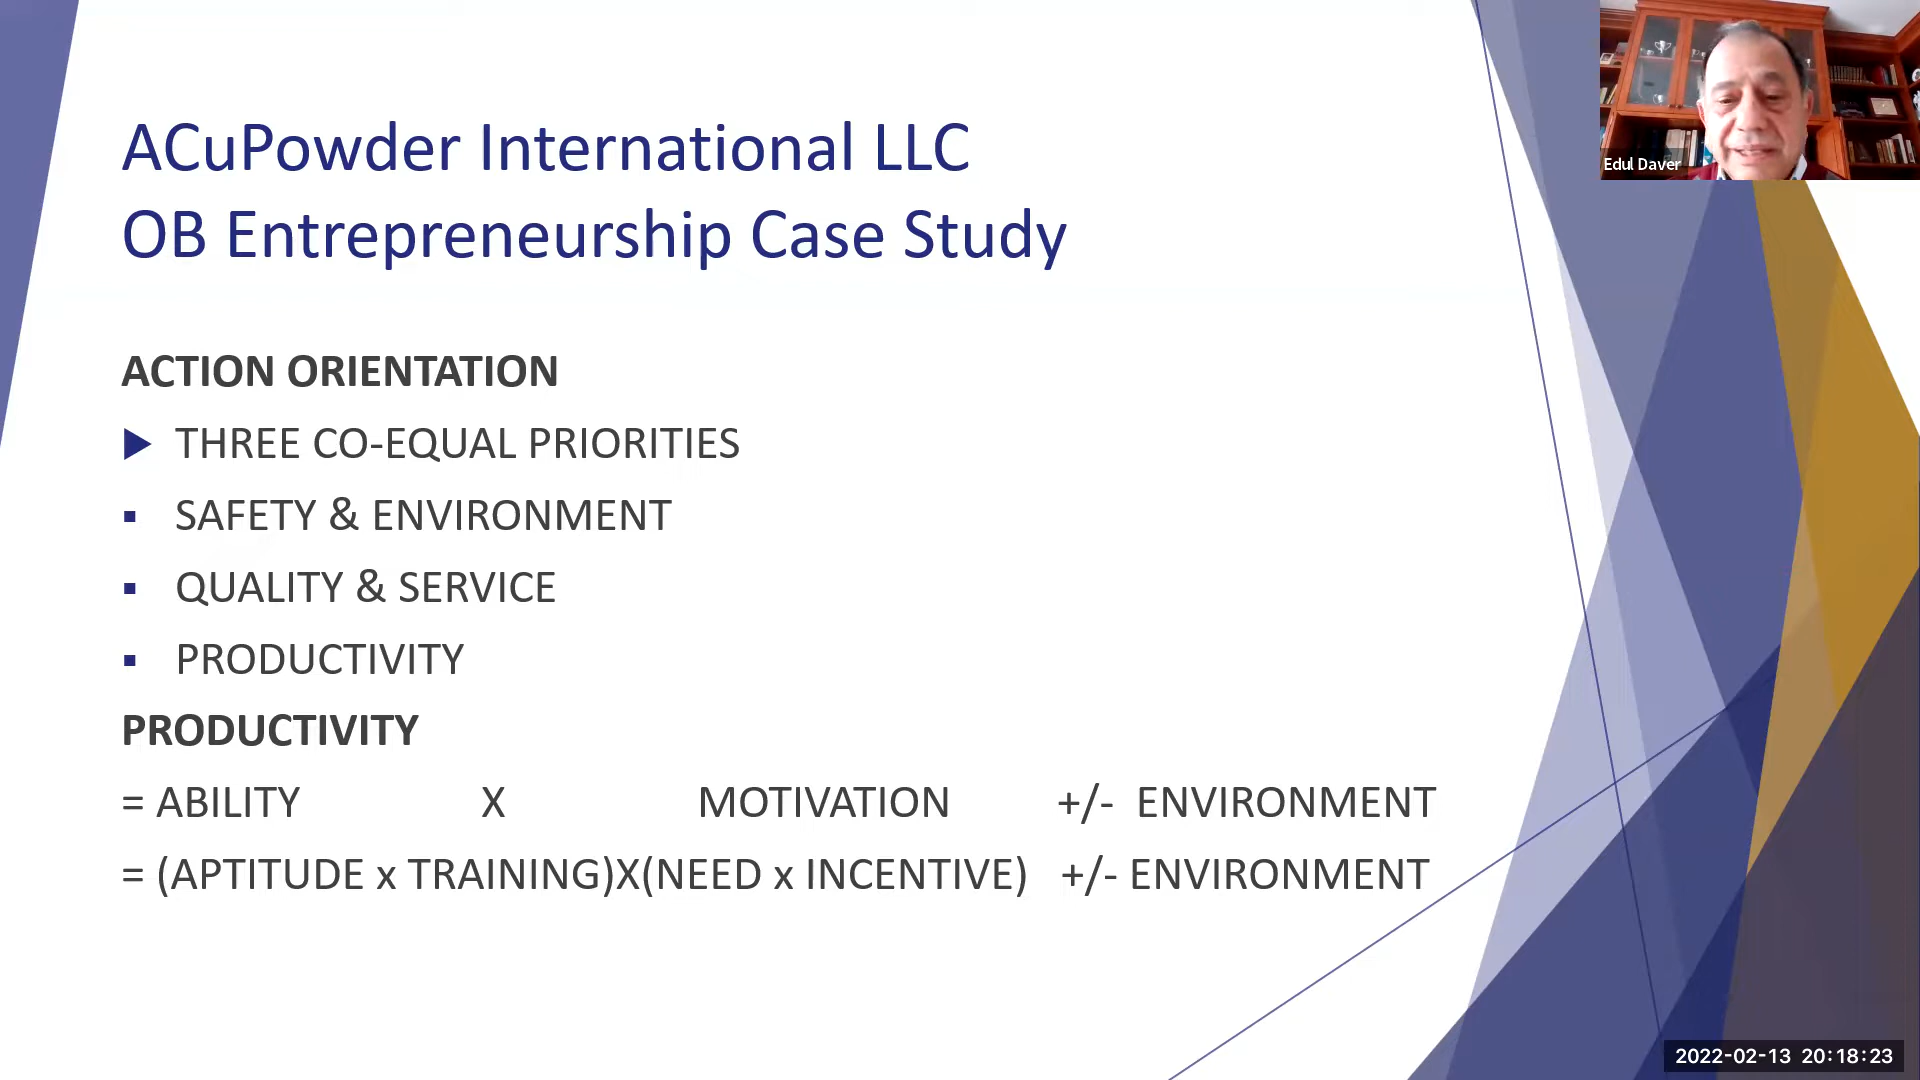 ACuPowder International LLC
OB Entrepreneurship Case Study
ACTION ORIENTATION
THREE CO-EQUAL PRIORITIES
SAFETY & ENVIRONMENT
QUALITY & SERVICE
PRODUCTIVITY
PRODUCTIVITY
= ABILITY X MOTIVATION +/- ENVIRONMENT
= (APTITUDE x TRAINING)X(NEED x INCENTIVE) +/- ENVIRONMENT
Edul Daver
2022-02-13 20:18:23